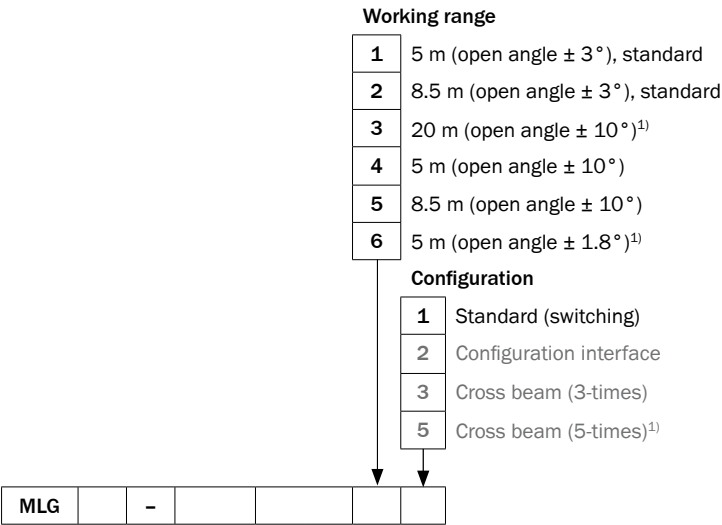 Working range
1 5 m (open angle ± 3°), standard
2 8.5 m (open angle ± 3°), standard
3 20 m (open angle ± 10°)1)
4 5 m (open angle ± 10°)
5 8.5 m (open angle ± 10°)
6 5 m (open angle ± 1.8°)1)
Configuration
1 Standard (switching)
2 Configuration interface
3 Cross beam (3-times)
5 Cross beam (5-times)1)
MLG –